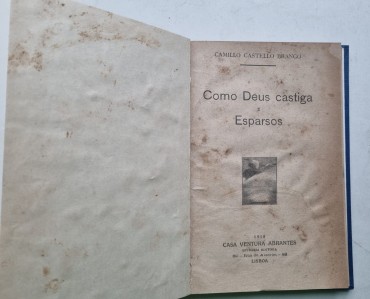 CAMILLO CASTELLO BRANCO
Como Deus castiga
e
Esparsos
CASA VENTURA ABRANTES
LISBOA